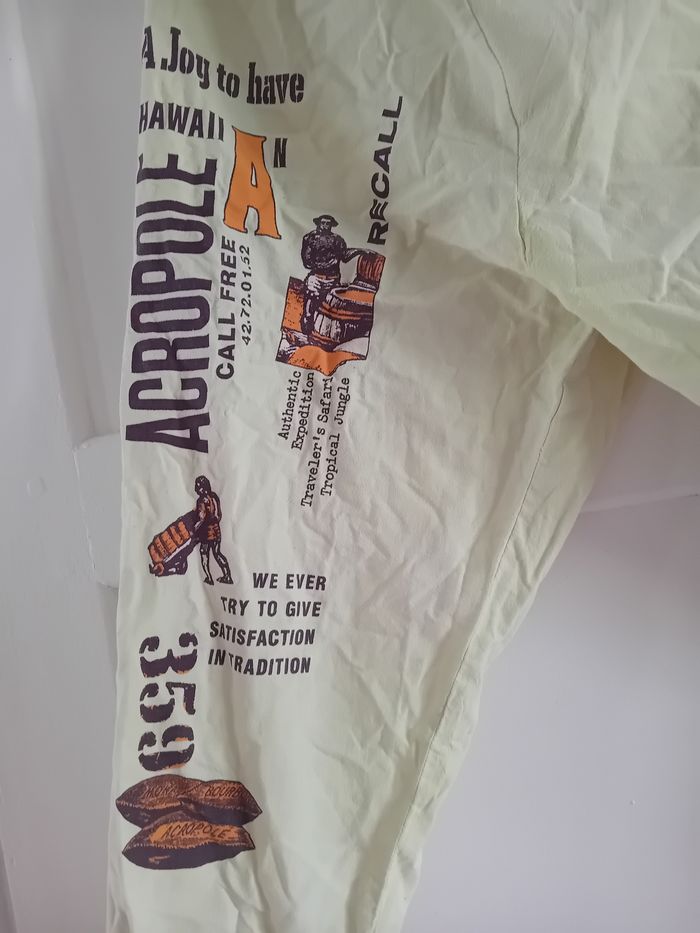 A Joy to have
HAWAII
A N
ACROPOLE
CALL FREE
42.72.01.52
RECALL
Authentic
Expedition
Traveler's Safari
Tropical Jungle
WE EVER
TRY TO GIVE
SATISFACTION
IN TRADITION
359
ACROPOLE